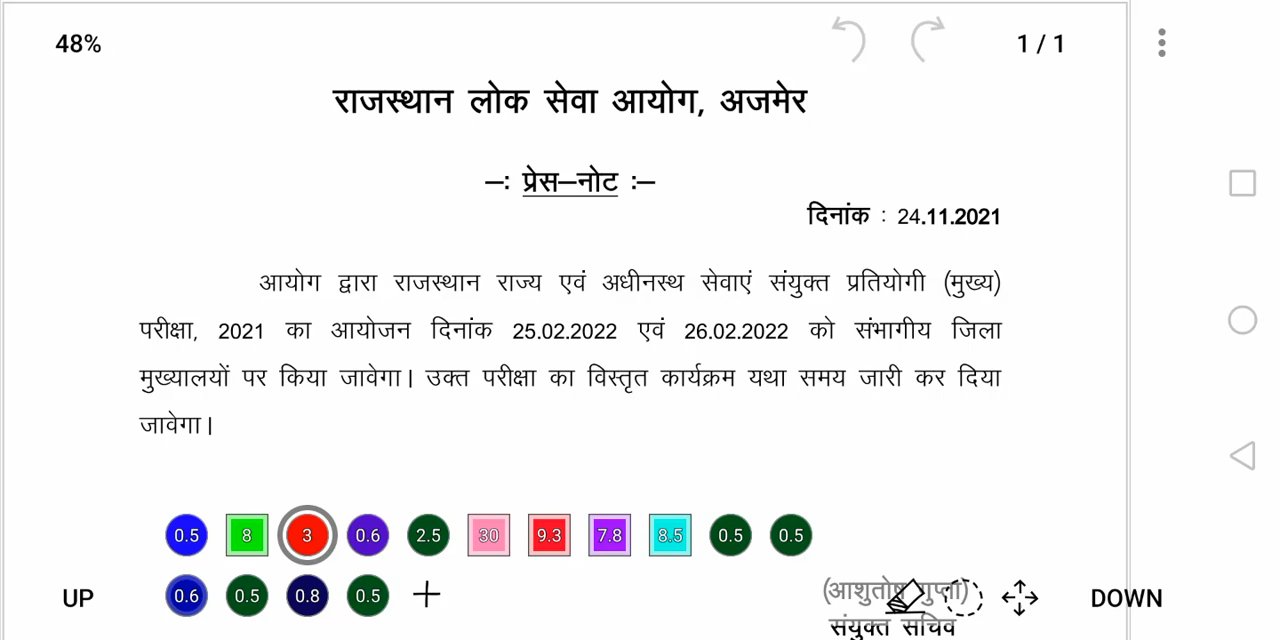 48%
1 / 1
राजस्थान लोक सेवा आयोग, अजमेर
–: प्रेस–नोट :–
दिनांक : 24.11.2021
आयोग द्वारा राजस्थान राज्य एवं अधीनस्थ सेवाएं संयुक्त प्रतियोगी (मुख्य)
परीक्षा, 2021 का आयोजन दिनांक 25.02.2022 एवं 26.02.2022 को संभागीय जिला
मुख्यालयों पर किया जावेगा। उक्त परीक्षा का विस्तृत कार्यक्रम यथा समय जारी कर दिया
जावेगा।
0.5 8 3 0.6 2.5 30 9.3 7.8 8.5 0.5 0.5
UP 0.6 0.5 0.8 0.5 + (आशुतोष गुप्ता) DOWN
संयुक्त सचिव